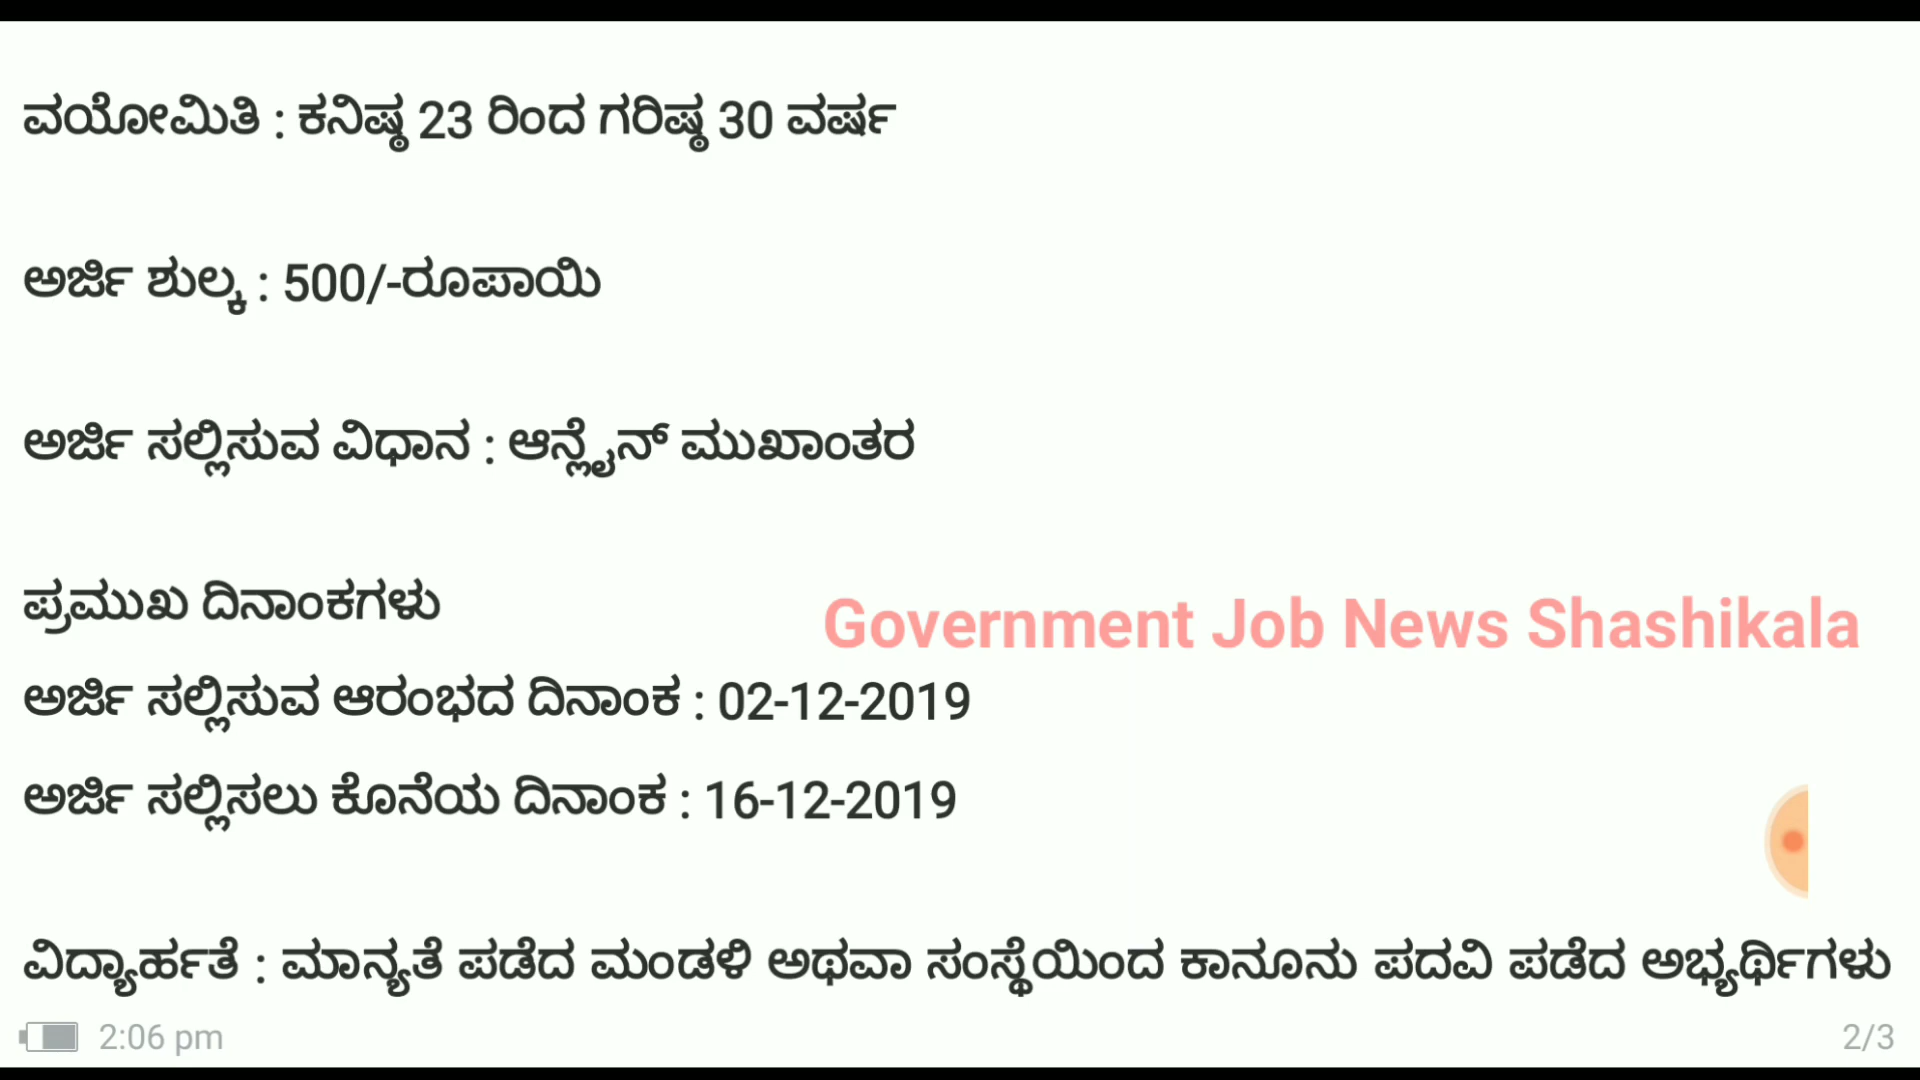 ವಯೋಮಿತಿ : ಕನಿಷ್ಠ 23 ರಿಂದ ಗರಿಷ್ಠ 30 ವರ್ಷ
ಅರ್ಜಿ ಶುಲ್ಕ : 500/-ರೂಪಾಯಿ
ಅರ್ಜಿ ಸಲ್ಲಿಸುವ ವಿಧಾನ : ಆನ್ಲೈನ್ ಮುಖಾಂತರ
ಪ್ರಮುಖ ದಿನಾಂಕಗಳು
Government Job News Shashikala
ಅರ್ಜಿ ಸಲ್ಲಿಸುವ ಆರಂಭದ ದಿನಾಂಕ : 02-12-2019
ಅರ್ಜಿ ಸಲ್ಲಿಸಲು ಕೊನೆಯ ದಿನಾಂಕ : 16-12-2019
ವಿದ್ಯಾರ್ಹತೆ : ಮಾನ್ಯತೆ ಪಡೆದ ಮಂಡಳಿ ಅಥವಾ ಸಂಸ್ಥೆಯಿಂದ ಕಾನೂನು ಪದವಿ ಪಡೆದ ಅಭ್ಯರ್ಥಿಗಳು
2:06 pm
2/3